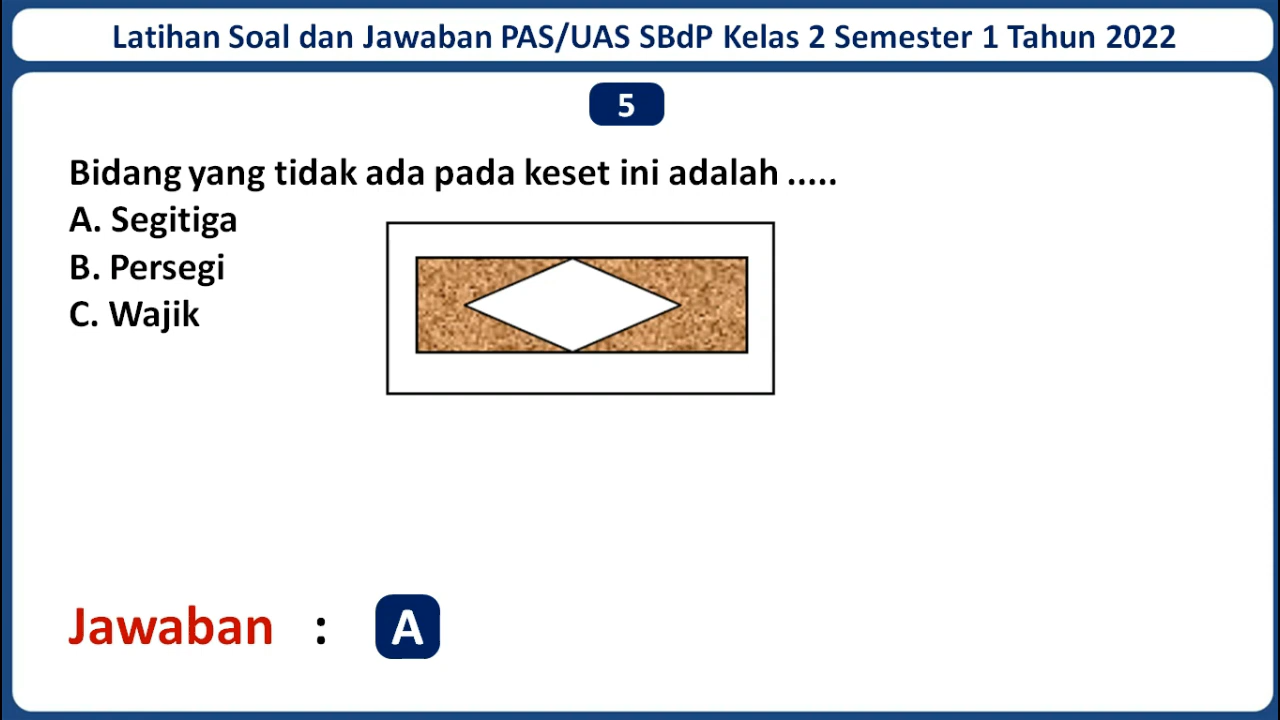 Latihan Soal dan Jawaban PAS/UAS SBdP Kelas 2 Semester 1 Tahun 2022
5
Bidang yang tidak ada pada keset ini adalah .....
A. Segitiga
B. Persegi
C. Wajik
Jawaban : A